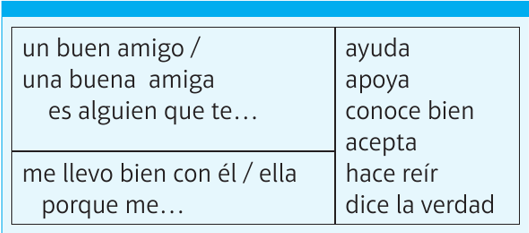 un buen amigo /
una buena amiga
es alguien que te…
me llevo bien con él / ella
porque me…
ayuda
apoya
conoce bien
acepta
hace reír
dice la verdad